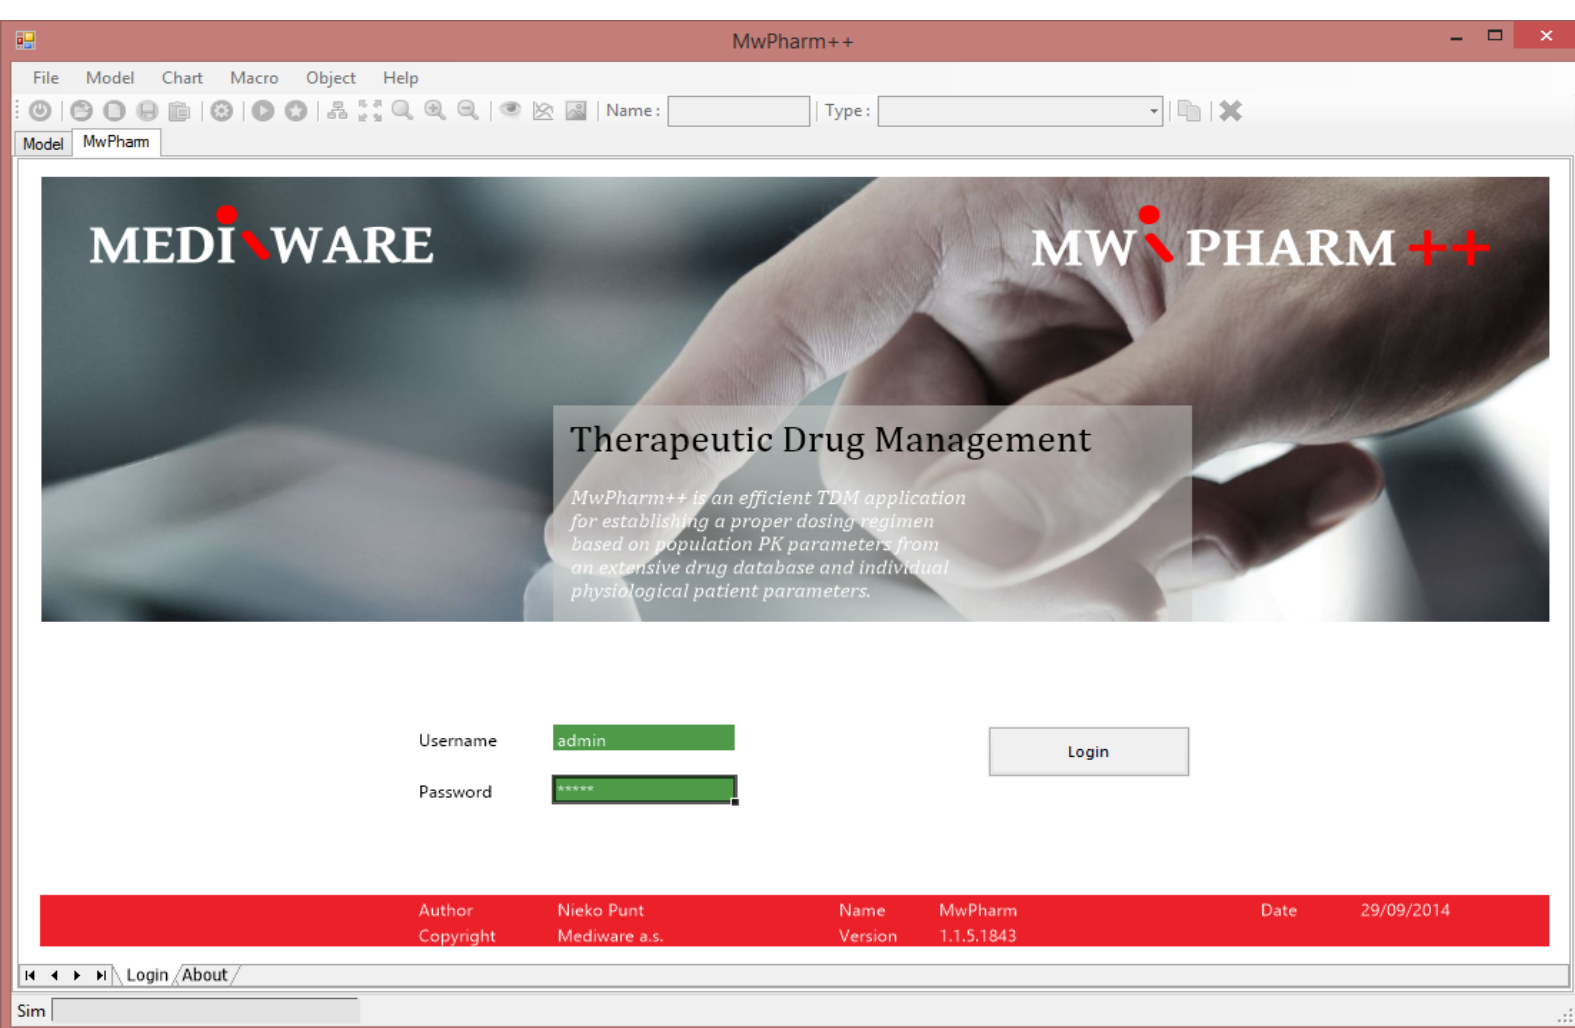 MwPharm++
File Model Chart Macro Object Help
Name : Type :
Model MwPharm
MEDIWARE MW PHARM ++
Therapeutic Drug Management
MwPharm++ is an efficient TDM application
for establishing a proper dosing regimen
based on population PK parameters from
an extensive drug database and individual
physiological patient parameters.
Username admin
Login
Password *****
Author Nieko Punt Name MwPharm Date 29/09/2014
Copyright Mediware a.s. Version 1.1.5.1843
Login About
Sim